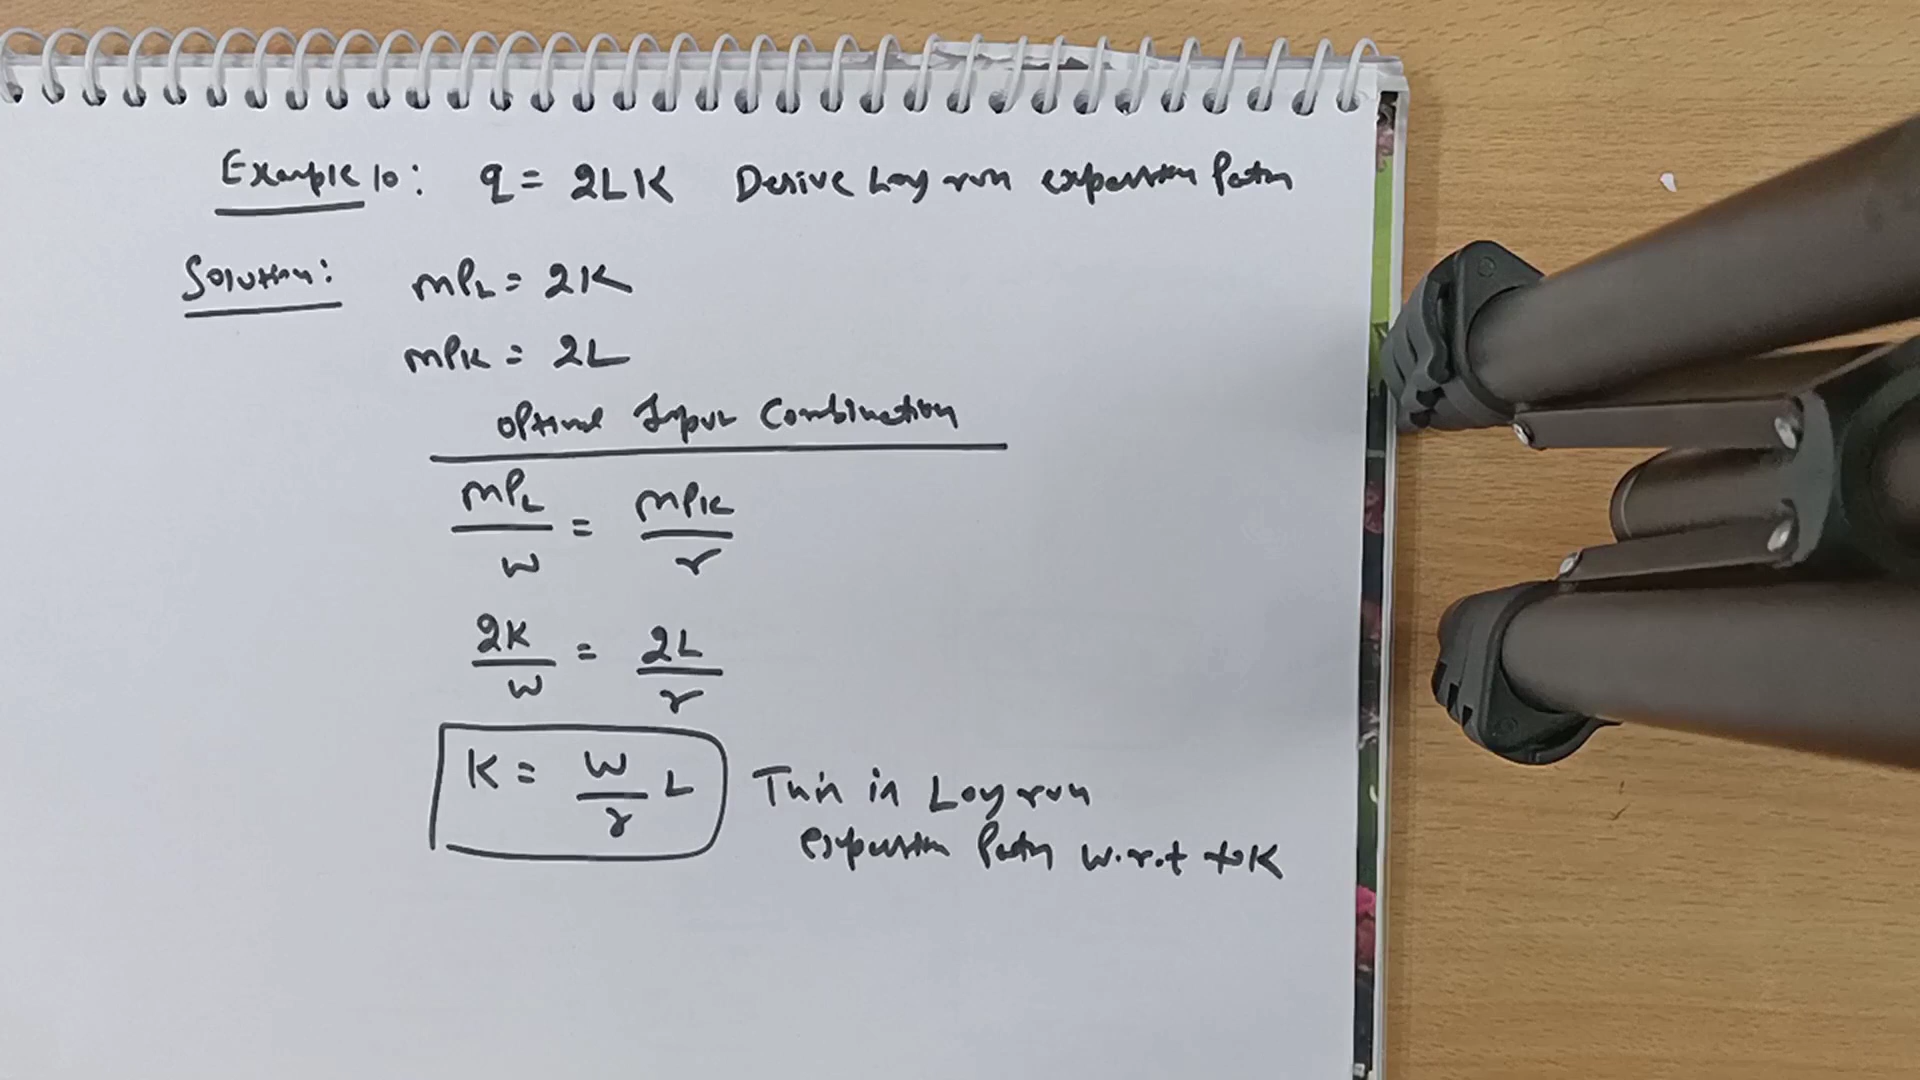 Example 10: q = 2LK Derive Long run expansion Path
Solution: MPL = 2K
MPK = 2L
Optimal Input Combination
MPL/w = MPK/r
2K/w = 2L/r
K = w/r L This is Long run
expansion Path w.r.t to K